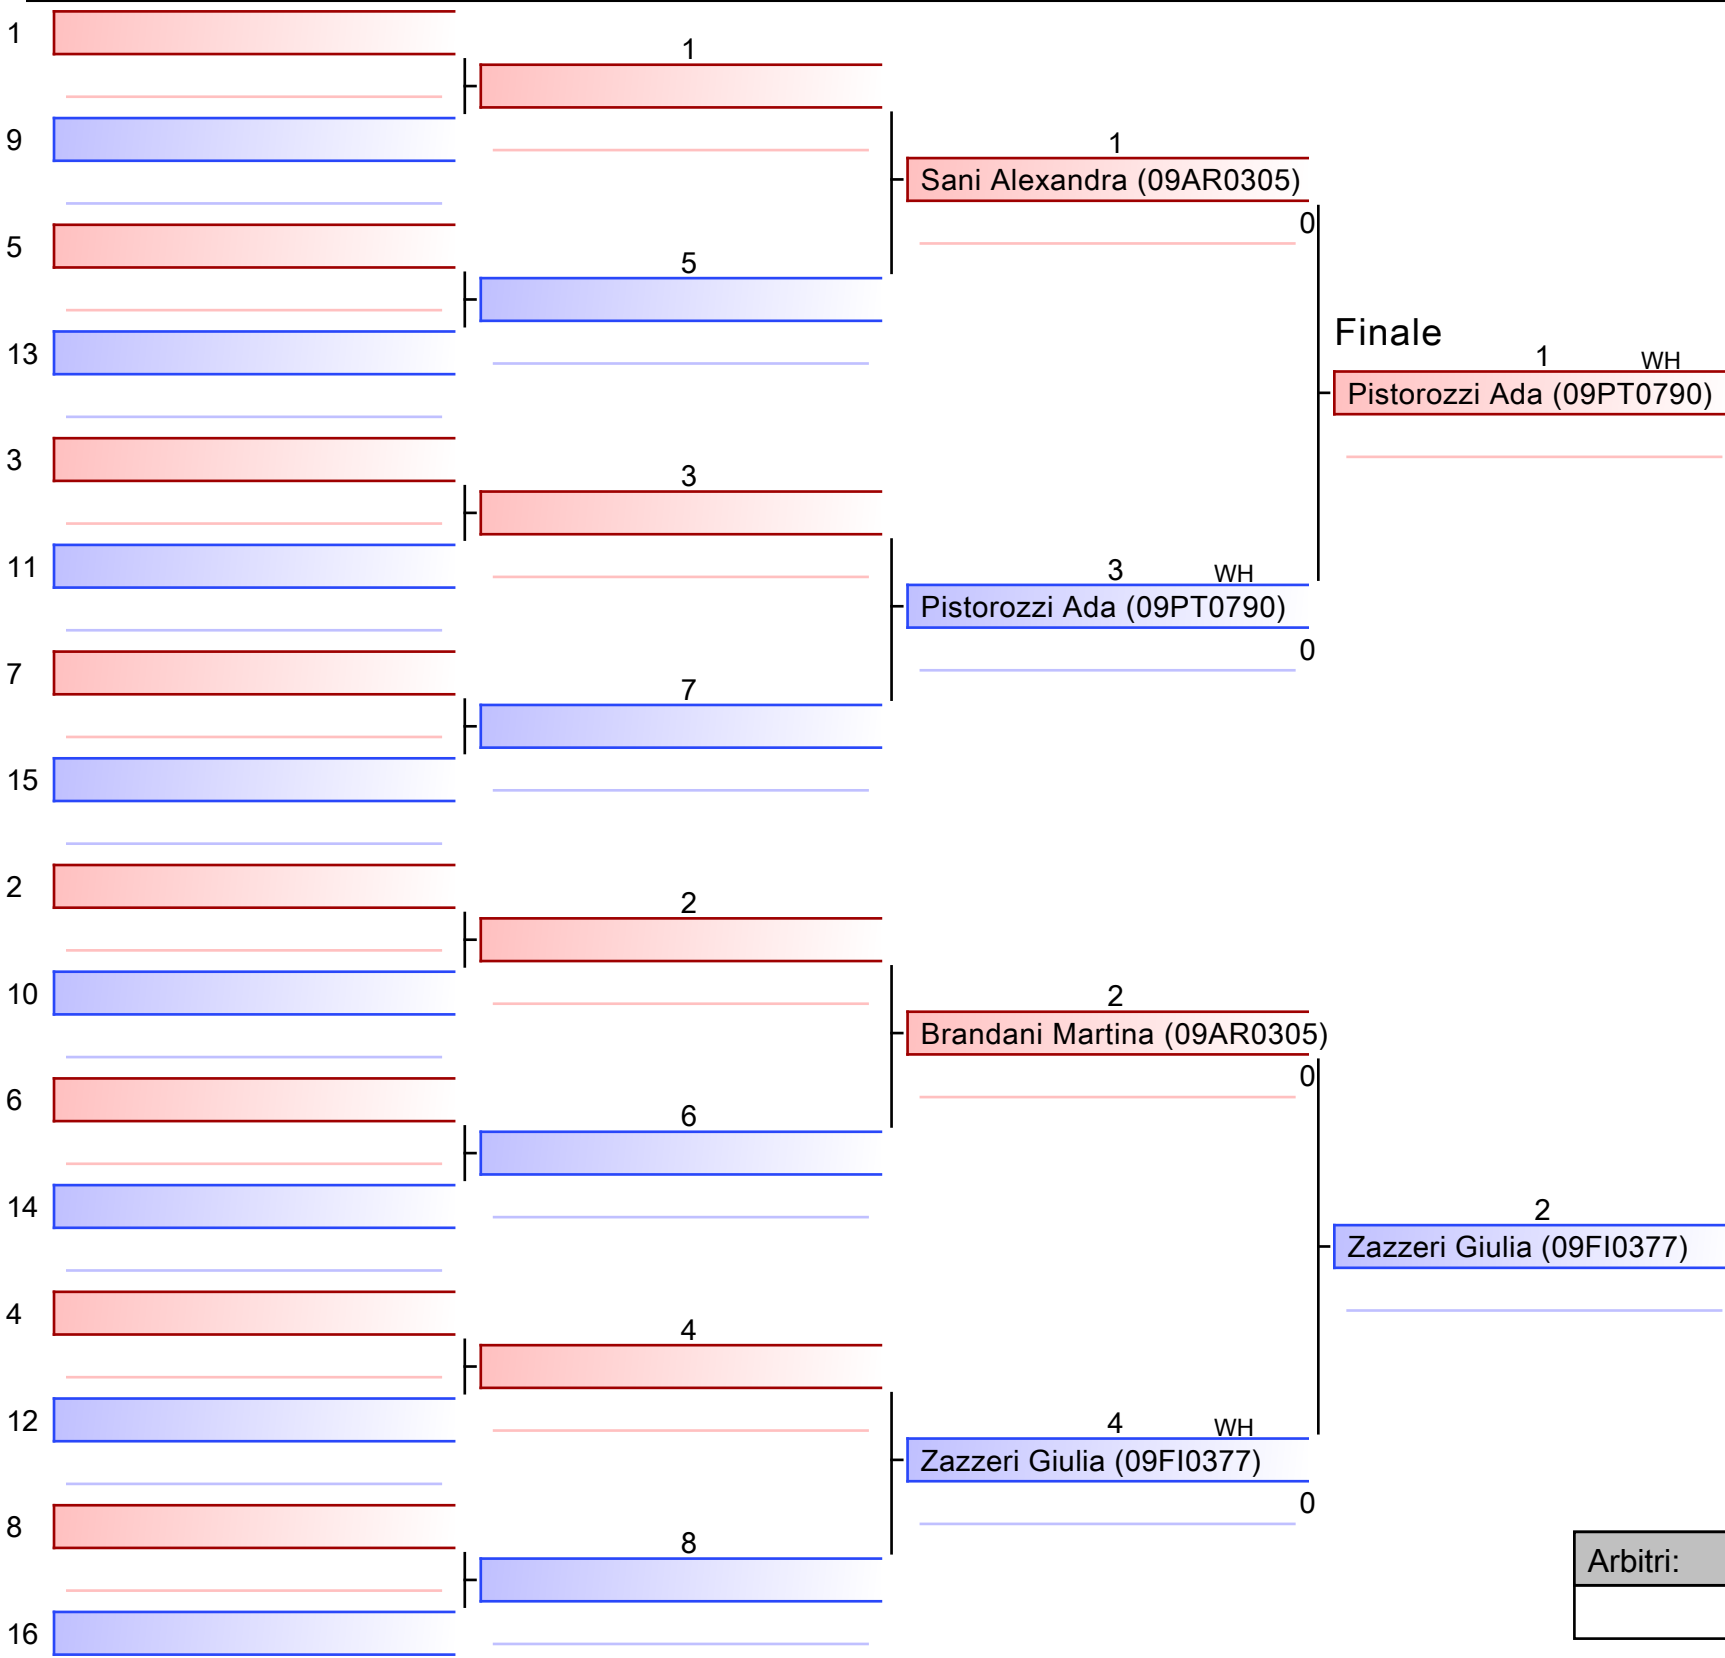 1
1
9
1
Sani Alexandra (09AR0305)
0
5
5
13
Finale
1 WH
Pistorozzi Ada (09PT0790)
3
3
11
3 WH
Pistorozzi Ada (09PT0790)
0
7
7
15
2
2
10
2
Brandani Martina (09AR0305)
0
6
6
14
2
Zazzeri Giulia (09FI0377)
4
4
12
4 WH
Zazzeri Giulia (09FI0377)
0
8
8
Arbitri:
16